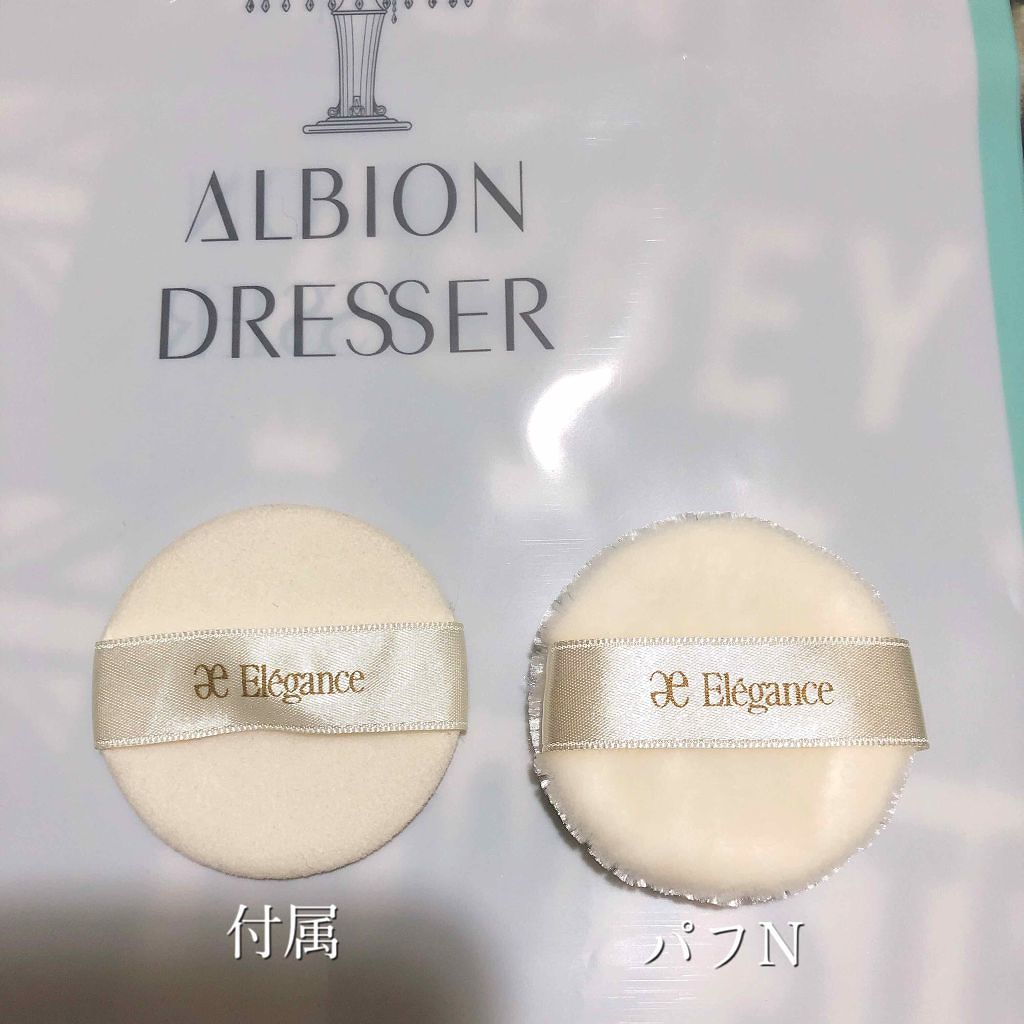 ALBION
DRESSER
æ Elégance
æ Elégance
付属
パフN